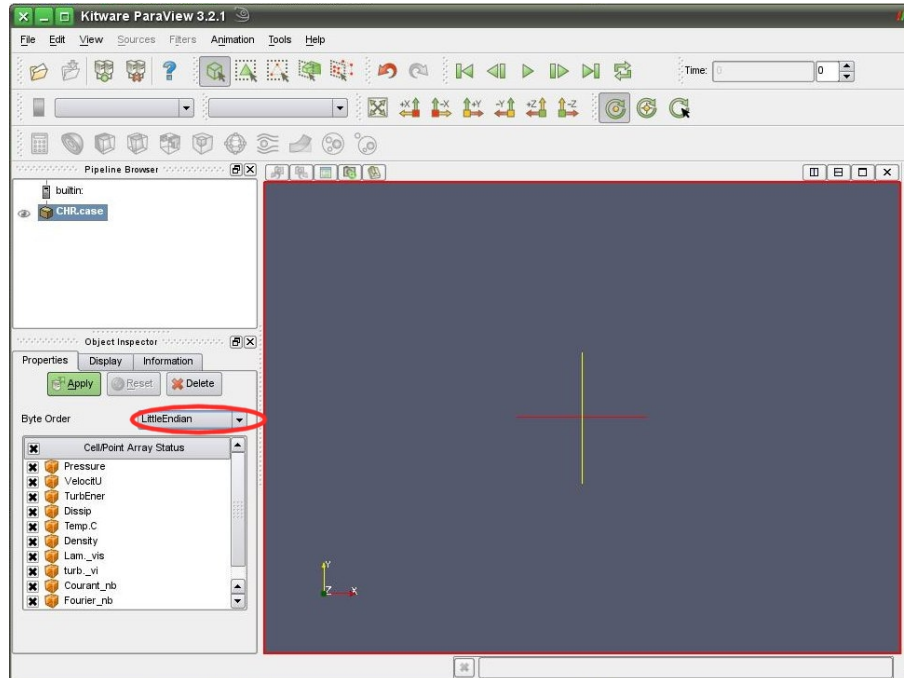 Kitware ParaView 3.2.1
File Edit View Sources Filters Animation Tools Help
Time: 0 0
+X -X +Y -Y +Z -Z
Pipeline Browser
builtin:
CHR.case
Object Inspector
Properties Display Information
Apply Reset Delete
Byte Order LittleEndian
Cell/Point Array Status
Pressure
VelocitU
TurbEner
Dissip
Temp.C
Density
Lam._vis
turb._vi
Courant_nb
Fourier_nb
Y
Z X